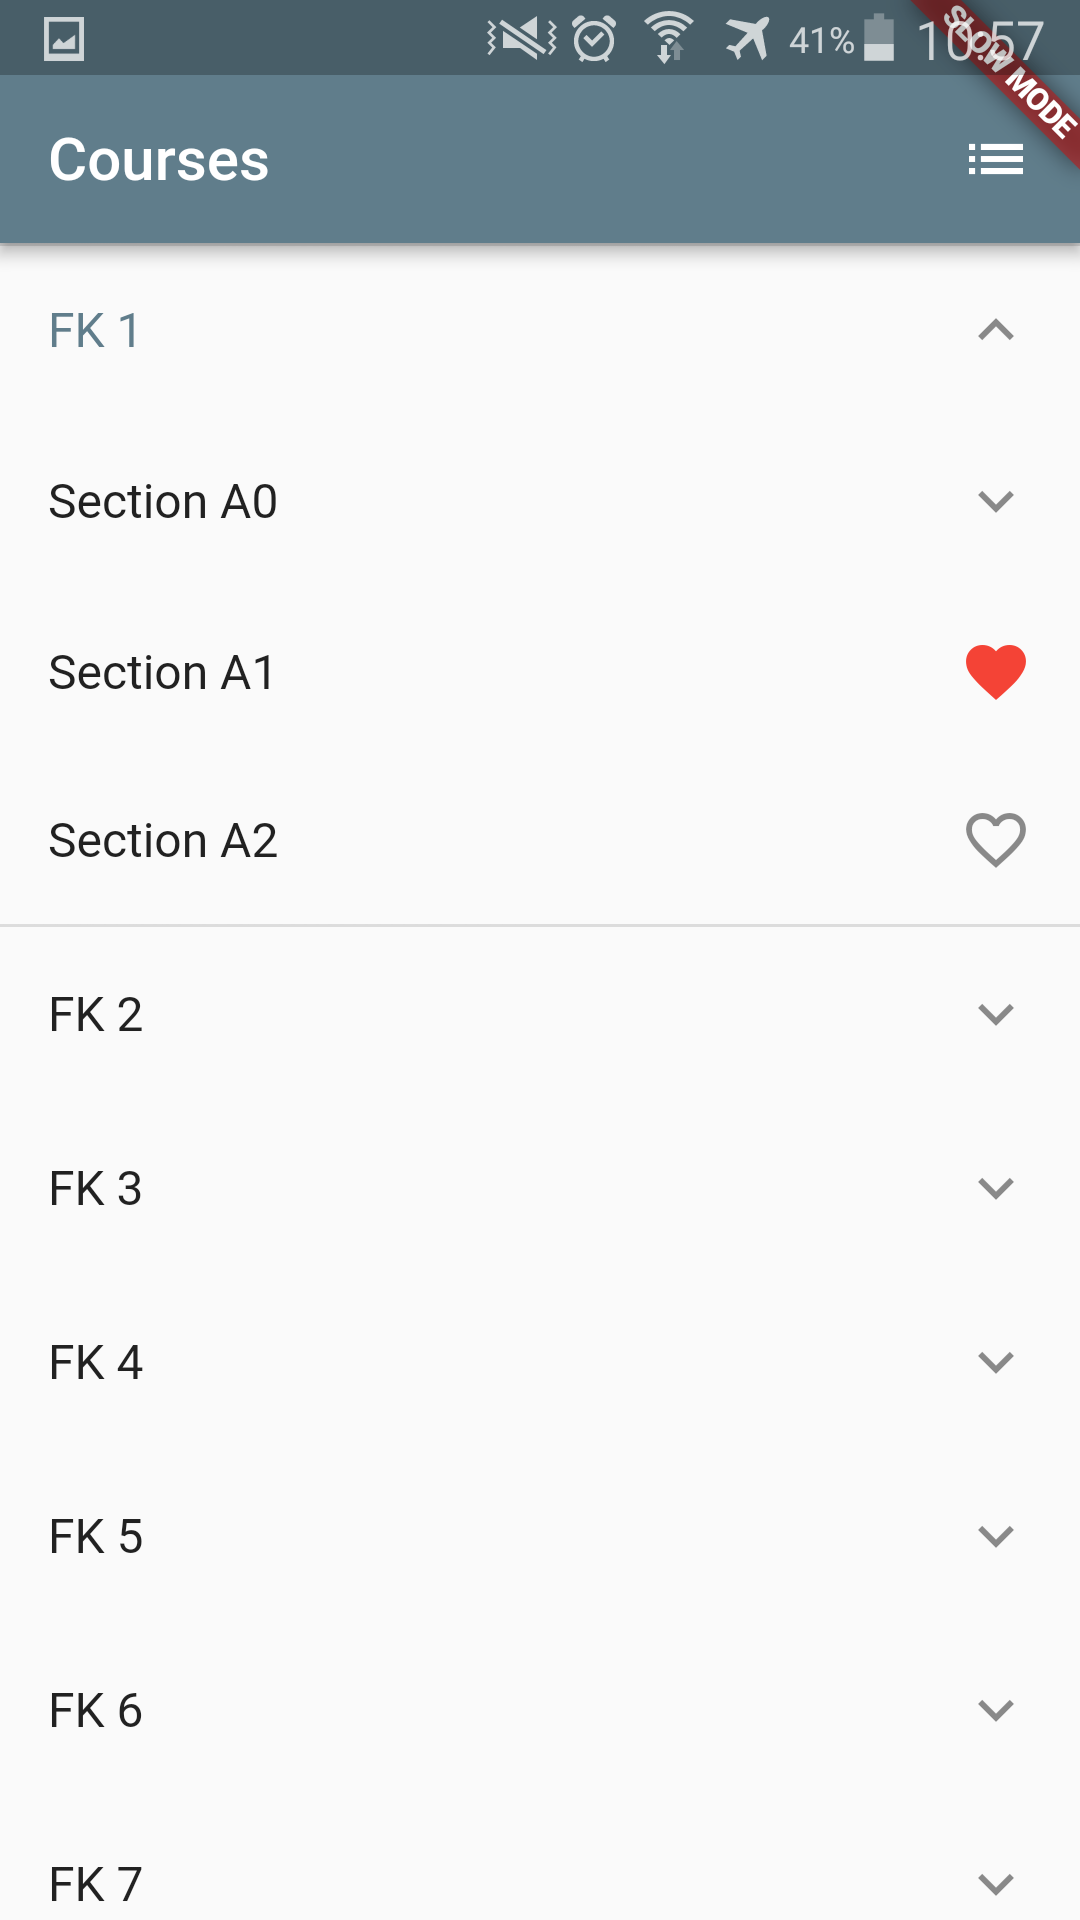 41% 10:57
SLOW MODE
Courses
FK 1
Section A0
Section A1
Section A2
FK 2
FK 3
FK 4
FK 5
FK 6
FK 7